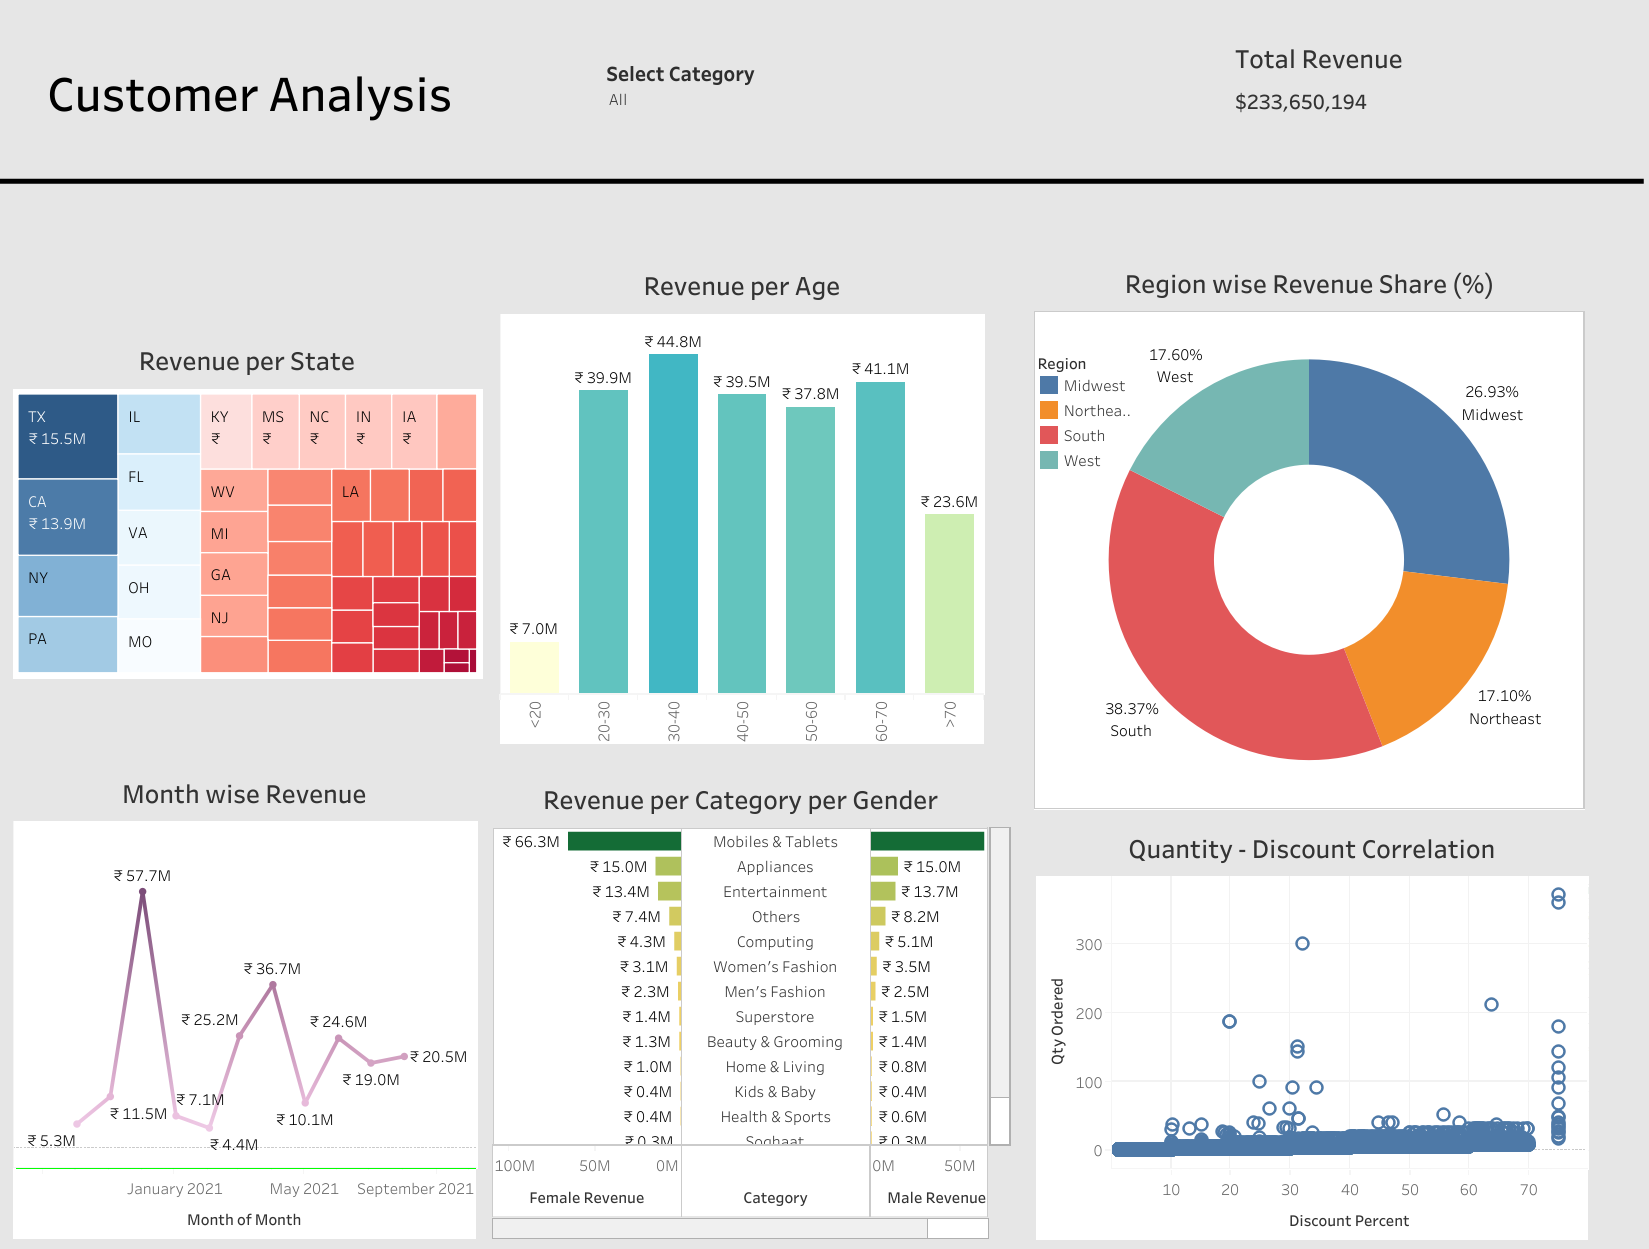 Customer Analysis
Select Category
All
Total Revenue
$233,650,194
Revenue per State
TX
₹ 15.5M
CA
₹ 13.9M
NY
PA
IL
FL
VA
OH
MO
KY
₹
MS
₹
NC
₹
IN
₹
IA
₹
WV
MI
GA
NJ
LA
Revenue per Age
₹ 7.0M
₹ 39.9M
₹ 44.8M
₹ 39.5M
₹ 37.8M
₹ 41.1M
₹ 23.6M
<20
20-30
30-40
40-50
50-60
60-70
>70
Region wise Revenue Share (%)
Region
Midwest
Northea..
South
West
17.60%
West
26.93%
Midwest
17.10%
Northeast
38.37%
South
Month wise Revenue
₹ 57.7M
₹ 36.7M
₹ 25.2M
₹ 24.6M
₹ 20.5M
₹ 19.0M
₹ 7.1M
₹ 11.5M
₹ 10.1M
₹ 5.3M
₹ 4.4M
January 2021
May 2021
September 2021
Month of Month
Revenue per Category per Gender
₹ 66.3M Mobiles & Tablets
₹ 15.0M Appliances ₹ 15.0M
₹ 13.4M Entertainment ₹ 13.7M
₹ 7.4M Others ₹ 8.2M
₹ 4.3M Computing ₹ 5.1M
₹ 3.1M Women's Fashion ₹ 3.5M
₹ 2.3M Men's Fashion ₹ 2.5M
₹ 1.4M Superstore ₹ 1.5M
₹ 1.3M Beauty & Grooming ₹ 1.4M
₹ 1.0M Home & Living ₹ 0.8M
₹ 0.4M Kids & Baby ₹ 0.4M
₹ 0.4M Health & Sports ₹ 0.6M
₹ 0.3M Soghaat ₹ 0.3M
100M 50M 0M 0M 50M
Female Revenue Category Male Revenue
Quantity - Discount Correlation
Qty Ordered
300
200
100
0
10 20 30 40 50 60 70
Discount Percent